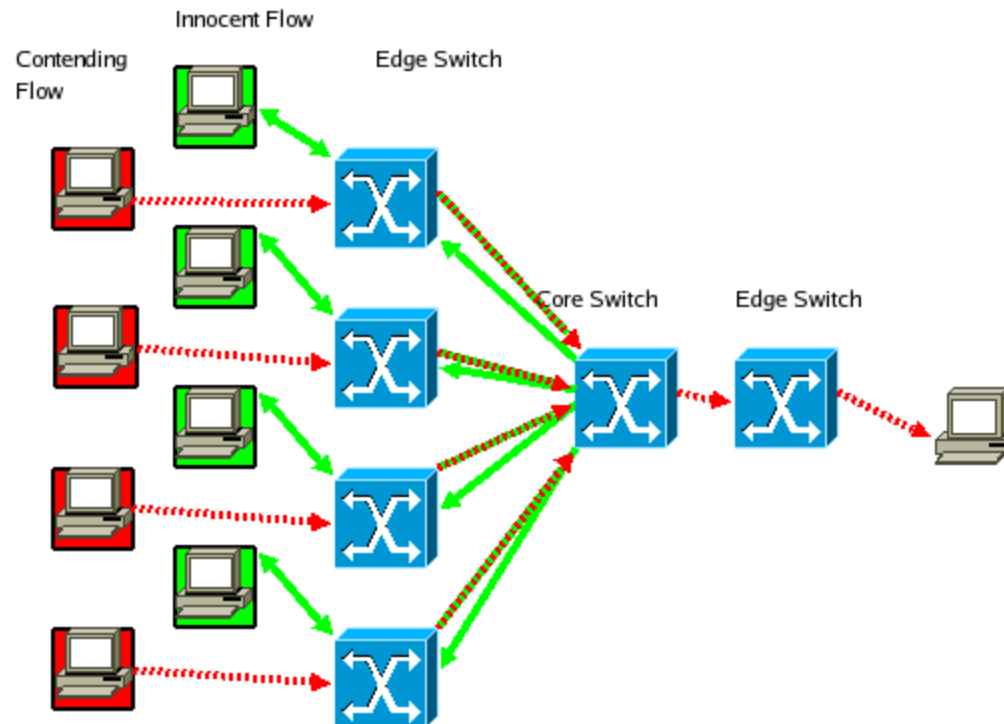 Innocent Flow
Contending
Flow
Edge Switch
Core Switch
Edge Switch